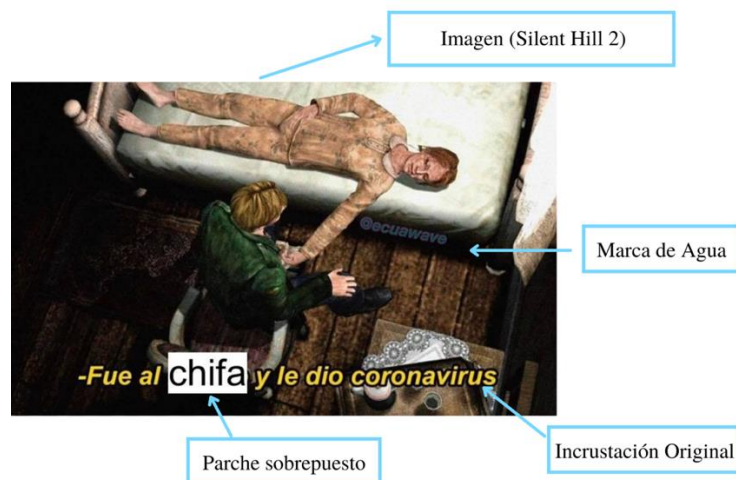 Imagen (Silent Hill 2)
@ecuawave
Marca de Agua
-Fue al chifa y le dio coronavirus
Incrustación Original
Parche sobrepuesto